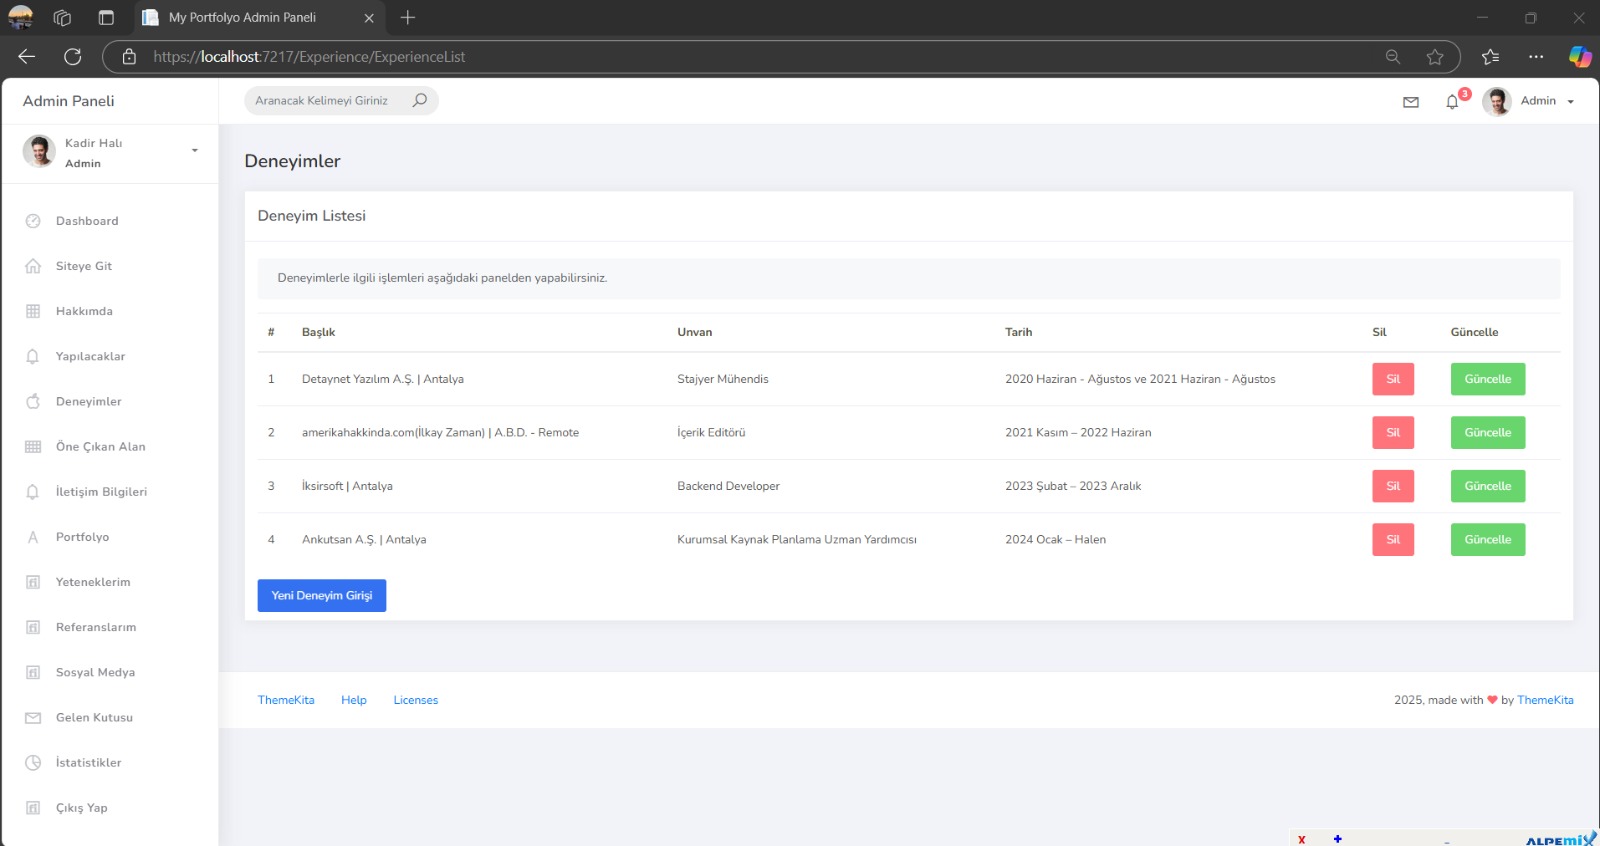 My Portfolyo Admin Paneli
https://localhost:7217/Experience/ExperienceList
Admin Paneli
Aranacak Kelimeyi Giriniz
3
Admin
Kadir Halı
Admin
Dashboard
Siteye Git
Hakkımda
Yapılacaklar
Deneyimler
Öne Çıkan Alan
İletişim Bilgileri
Portfolyo
Yeteneklerim
Referanslarım
Sosyal Medya
Gelen Kutusu
İstatistikler
Çıkış Yap
Deneyimler
Deneyim Listesi
Deneyimlerle ilgili işlemleri aşağıdaki panelden yapabilirsiniz.
# Başlık Unvan Tarih Sil Güncelle
1 Detaynet Yazılım A.Ş. | Antalya Stajyer Mühendis 2020 Haziran - Ağustos ve 2021 Haziran - Ağustos Sil Güncelle
2 amerikahakkinda.com(İlkay Zaman) | A.B.D. - Remote İçerik Editörü 2021 Kasım – 2022 Haziran Sil Güncelle
3 İksirsoft | Antalya Backend Developer 2023 Şubat – 2023 Aralık Sil Güncelle
4 Ankutsan A.Ş. | Antalya Kurumsal Kaynak Planlama Uzman Yardımcısı 2024 Ocak – Halen Sil Güncelle
Yeni Deneyim Girişi
ThemeKita Help Licenses
2025, made with ❤ by ThemeKita
x + - ALPEMİX